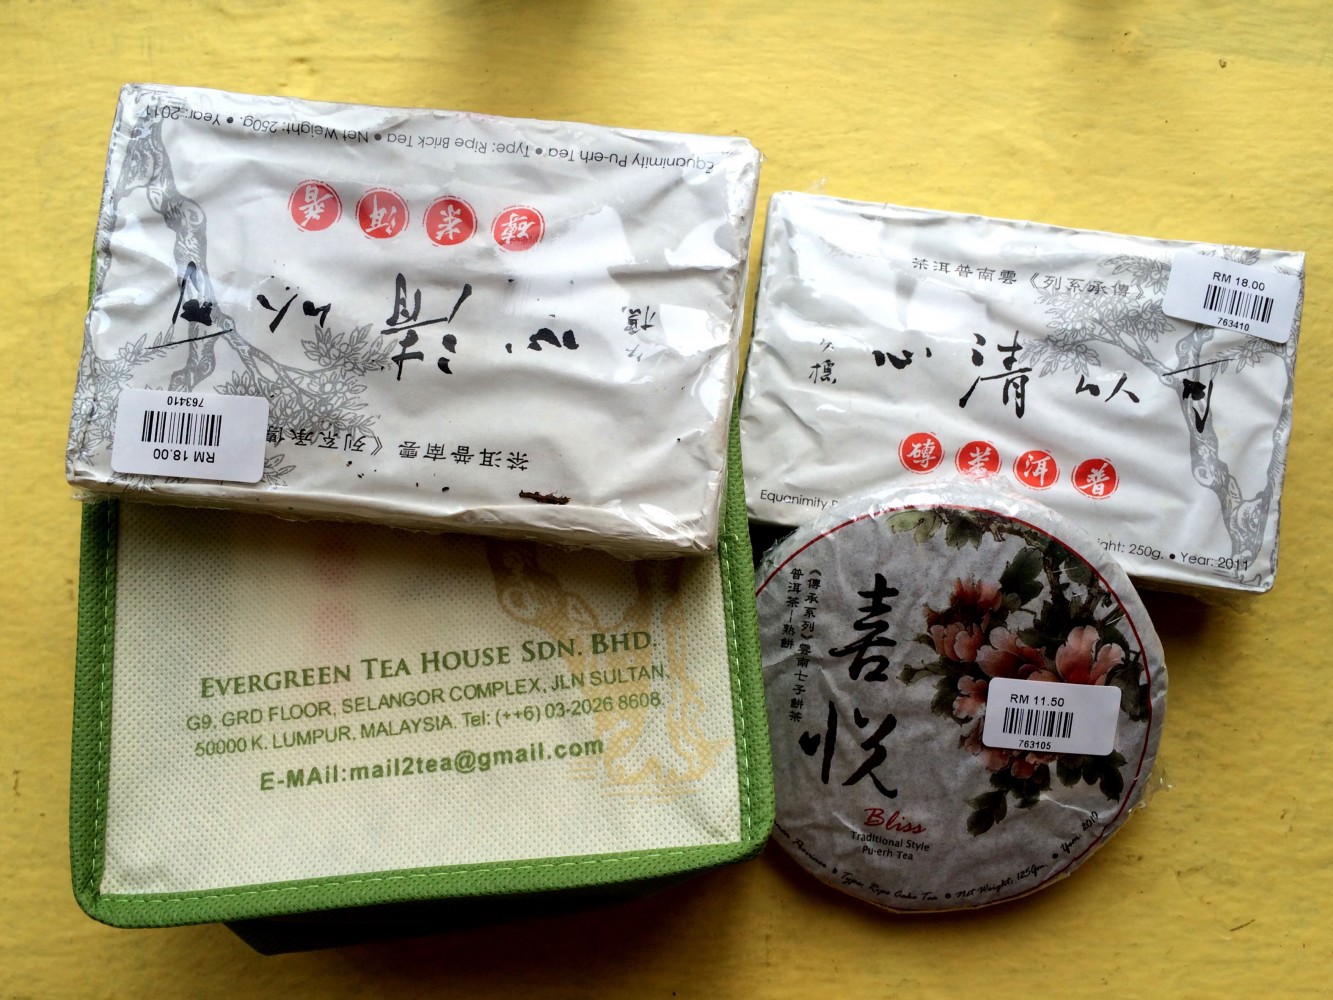 Equanimity Pu-erh Tea • Type: Ripe Brick Tea • Net Weight: 250g. • Year: 2011
普洱茶磚
可以清心
《傳承系列》雲南普洱茶
763410
RM 18.00
《傳承系列》雲南普洱茶
RM 18.00
763410
可以清心
普洱茶磚
Equanimity
ght: 250g. • Year: 2011
EVERGREEN TEA HOUSE SDN. BHD.
G9, GRD FLOOR, SELANGOR COMPLEX, JLN SULTAN,
50000 K. LUMPUR, MALAYSIA. Tel: (++6) 03-2026 8608.
E-MAil:mail2tea@gmail.com
《傳承系列》雲南七子餅茶
普洱茶—熟餅
喜悅
RM 11.50
763105
Bliss
Traditional Style
Pu-erh Tea
• Type: Ripe Cake Tea • Net Weight: 125gm. • Year: 2010